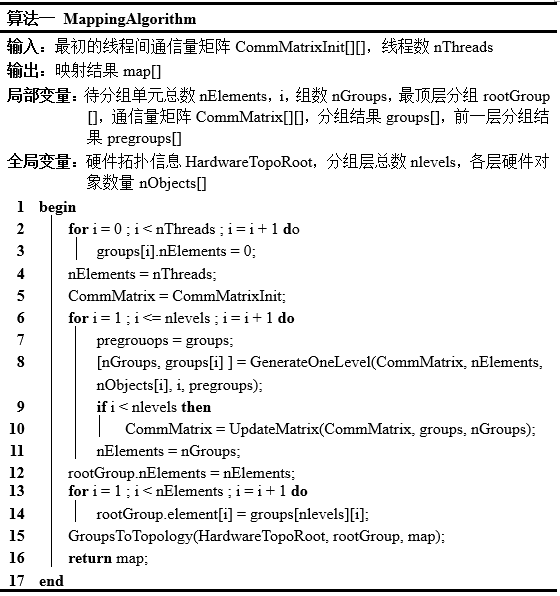 算法一 MappingAlgorithm
输入：最初的线程间通信量矩阵 CommMatrixInit[][]，线程数 nThreads
输出：映射结果 map[]
局部变量：待分组单元总数 nElements，i，组数 nGroups，最顶层分组 rootGroup
[]，通信量矩阵 CommMatrix[][]，分组结果 groups[]，前一层分组结
果 pregroups[]
全局变量：硬件拓扑信息 HardwareTopoRoot，分组层总数 nlevels，各层硬件对
象数量 nObjects[]
1 begin
2 for i = 0 ; i < nThreads ; i = i + 1 do
3 groups[i].nElements = 0;
4 nElements = nThreads;
5 CommMatrix = CommMatrixInit;
6 for i = 1 ; i <= nlevels ; i = i + 1 do
7 pregrouops = groups;
8 [nGroups, groups[i] ] = GenerateOneLevel(CommMatrix, nElements,
nObjects[i], i, pregroups);
9 if i < nlevels then
10 CommMatrix = UpdateMatrix(CommMatrix, groups, nGroups);
11 nElements = nGroups;
12 rootGroup.nElements = nElements;
13 for i = 1 ; i < nElements ; i = i + 1 do
14 rootGroup.element[i] = groups[nlevels][i];
15 GroupsToTopology(HardwareTopoRoot, rootGroup, map);
16 return map;
17 end